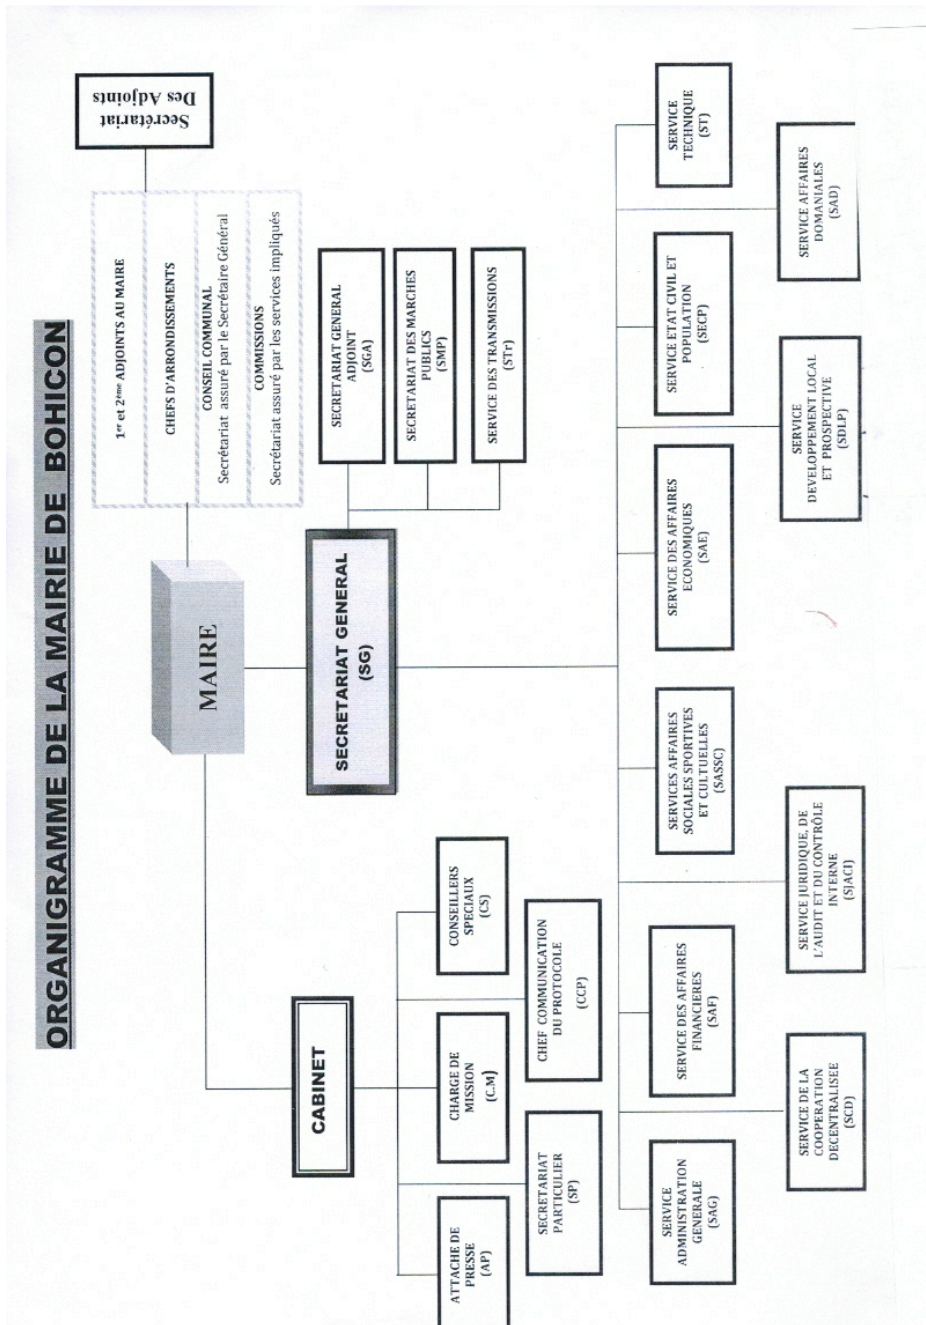 ORGANIGRAMME DE LA MAIRIE DE BOHICON
Secrétariat
Des Adjoints
1er et 2ème ADJOINTS AU MAIRE
CHEFS D'ARRONDISSEMENTS
CONSEIL COMMUNAL
Secrétariat assuré par le Secrétaire Général
COMMISSIONS
Secrétariat assuré par les services impliqués
MAIRE
SECRETARIAT GENERAL
(SG)
SECRETARIAT GENERAL
ADJOINT
(SGA)
SECRETARIAT DES MARCHES
PUBLICS
(SMP)
SERVICE DES TRANSMISSIONS
(STr)
CABINET
ATTACHE DE
PRESSE
(AP)
CHARGE DE
MISSION
(C.M)
CONSEILLERS
SPECIAUX
(CS)
SECRETARIAT
PARTICULIER
(SP)
CHEF COMMUNICATION
DU PROTOCOLE
(CCP)
SERVICE
ADMINISTRATION
GENERALE
(SAG)
SERVICE DES AFFAIRES
FINANCIERES
(SAF)
SERVICES AFFAIRES
SOCIALES SPORTIVES
ET CULTUELLES
(SASSC)
SERVICE DES AFFAIRES
ECONOMIQUES
(SAE)
SERVICE ETAT CIVIL ET
POPULATION
(SECP)
SERVICE
TECHNIQUE
(ST)
SERVICE DE LA
COOPERATION
DECENTRALISEE
(SCD)
SERVICE JURIDIQUE, DE
L'AUDIT ET DU CONTRÔLE
INTERNE
(SJACI)
SERVICE
DEVELOPPEMENT LOCAL
ET PROSPECTIVE
(SDLP)
SERVICE AFFAIRES
DOMANIALES
(SAD)